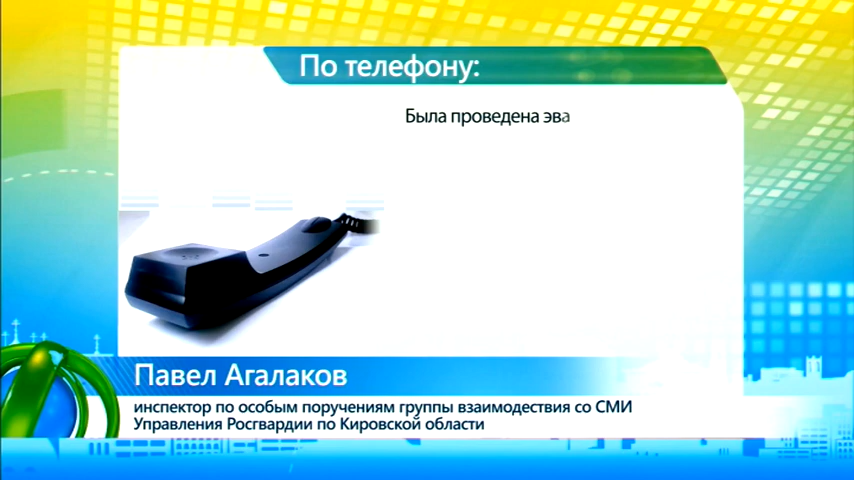 По телефону:
Была проведена эва
Павел Агалаков
инспектор по особым поручениям группы взаимодествия со СМИ
Управления Росгвардии по Кировской области